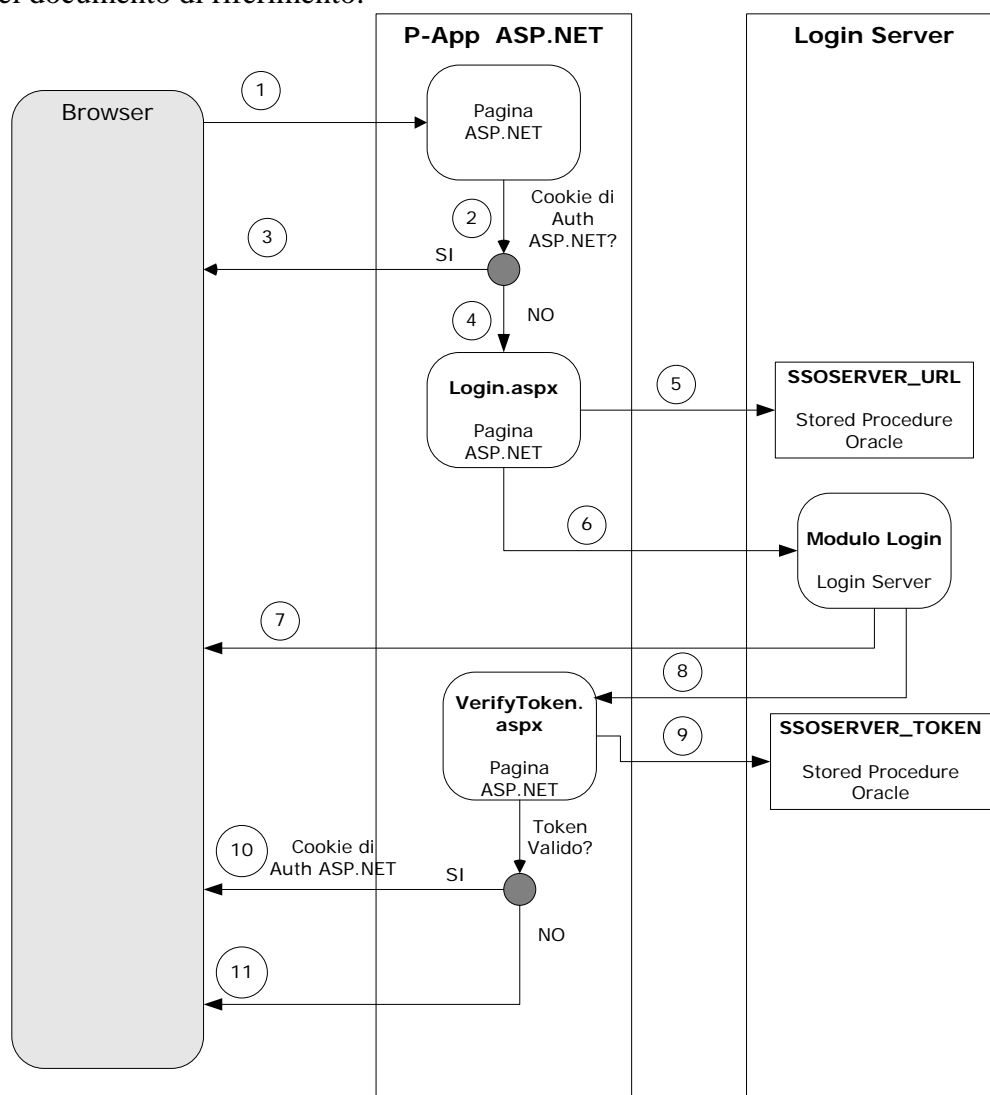 el documento di riferimento.
P-App ASP.NET
Login Server
Browser
1
Pagina
ASP.NET
2
Cookie di
Auth
ASP.NET?
3
SI
4
NO
Login.aspx
Pagina
ASP.NET
5
SSOSERVER_URL
Stored Procedure
Oracle
6
Modulo Login
Login Server
7
8
VerifyToken.
aspx
Pagina
ASP.NET
9
SSOSERVER_TOKEN
Stored Procedure
Oracle
Token
Valido?
10
Cookie di
Auth ASP.NET
SI
NO
11